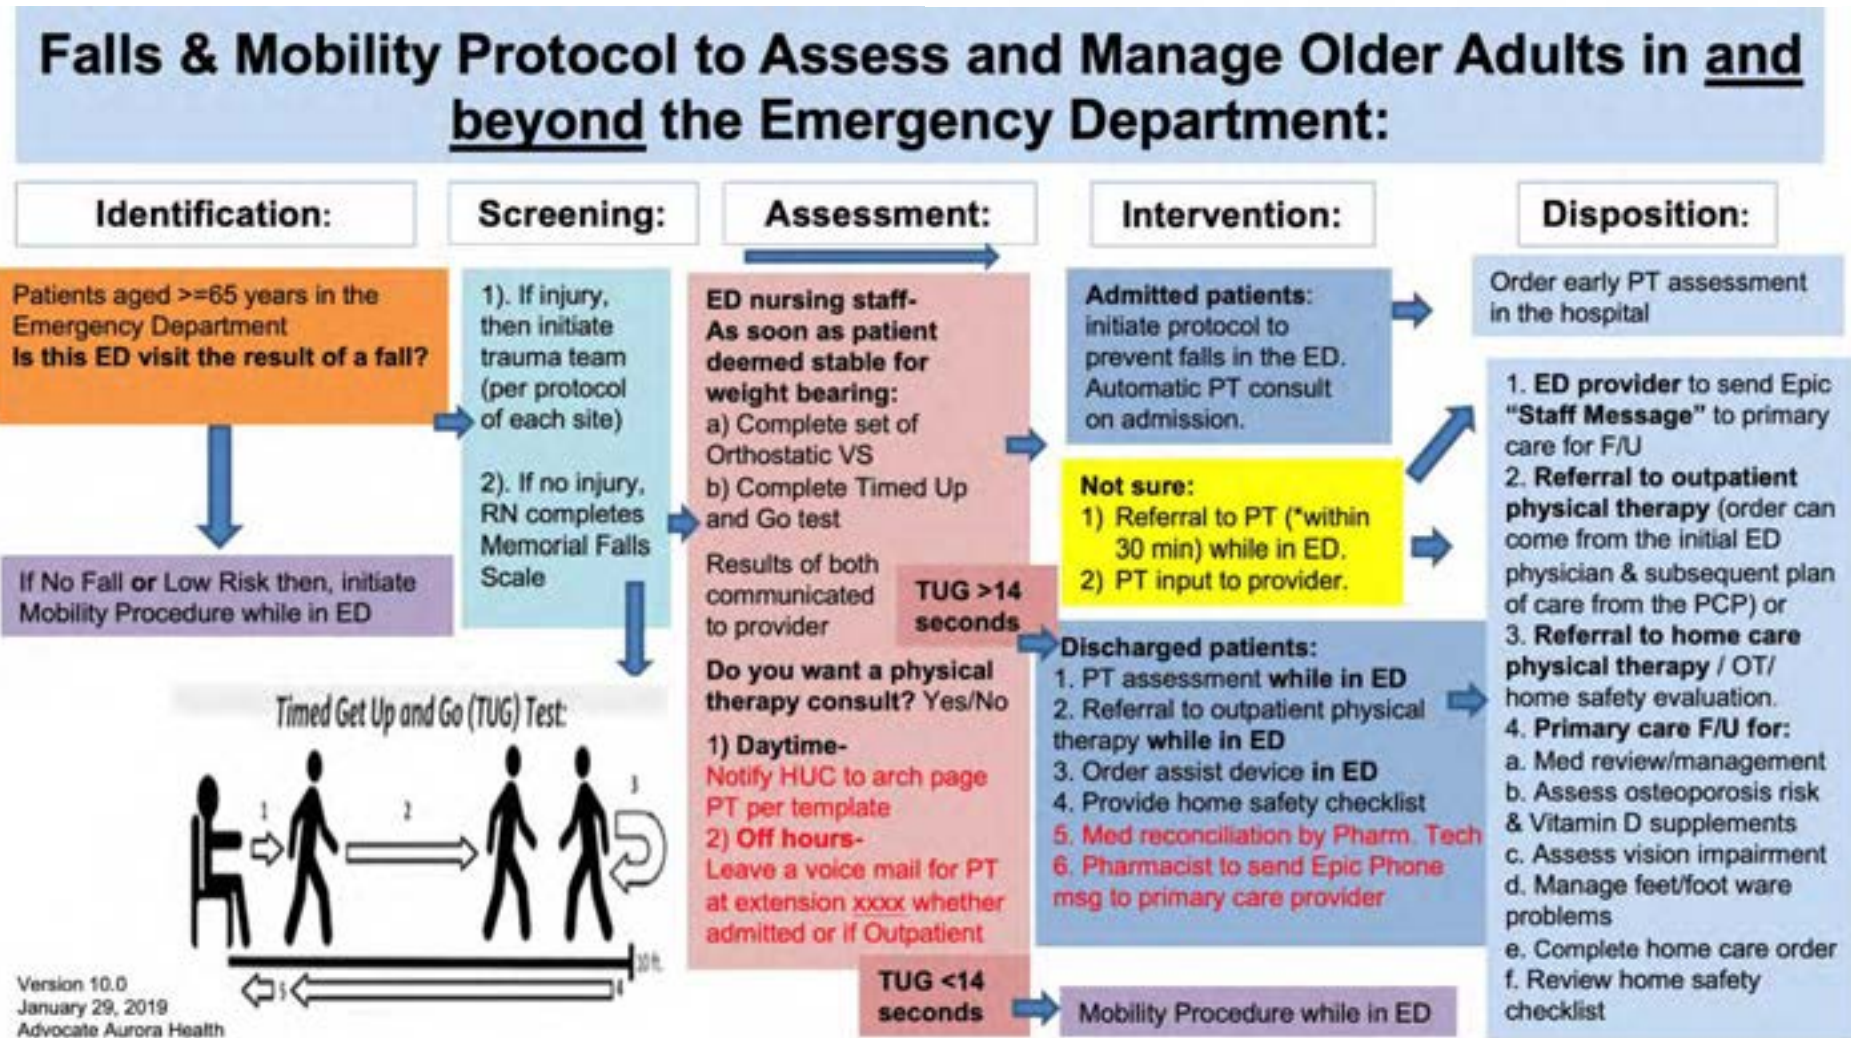 Falls & Mobility Protocol to Assess and Manage Older Adults in and
beyond the Emergency Department:
Identification:
Screening:
Assessment:
Intervention:
Disposition:
Patients aged >=65 years in the
Emergency Department
Is this ED visit the result of a fall?
If No Fall or Low Risk then, initiate
Mobility Procedure while in ED
1). If injury,
then initiate
trauma team
(per protocol
of each site)
2). If no injury,
RN completes
Memorial Falls
Scale
Timed Get Up and Go (TUG) Test:
1
2
3
10 ft.
5
4
Version 10.0
January 29, 2019
Advocate Aurora Health
ED nursing staff-
As soon as patient
deemed stable for
weight bearing:
a) Complete set of
Orthostatic VS
b) Complete Timed Up
and Go test
Results of both
communicated
to provider
TUG >14
seconds
Do you want a physical
therapy consult? Yes/No
1) Daytime-
Notify HUC to arch page
PT per template
2) Off hours-
Leave a voice mail for PT
at extension xxxx whether
admitted or if Outpatient
TUG <14
seconds
Admitted patients:
initiate protocol to
prevent falls in the ED.
Automatic PT consult
on admission.
Not sure:
1) Referral to PT (*within
30 min) while in ED.
2) PT input to provider.
Discharged patients:
1. PT assessment while in ED
2. Referral to outpatient physical
therapy while in ED
3. Order assist device in ED
4. Provide home safety checklist
5. Med reconciliation by Pharm. Tech
6. Pharmacist to send Epic Phone
msg to primary care provider
Mobility Procedure while in ED
Order early PT assessment
in the hospital
1. ED provider to send Epic
“Staff Message” to primary
care for F/U
2. Referral to outpatient
physical therapy (order can
come from the initial ED
physician & subsequent plan
of care from the PCP) or
3. Referral to home care
physical therapy / OT/
home safety evaluation.
4. Primary care F/U for:
a. Med review/management
b. Assess osteoporosis risk
& Vitamin D supplements
c. Assess vision impairment
d. Manage feet/foot ware
problems
e. Complete home care order
f. Review home safety
checklist